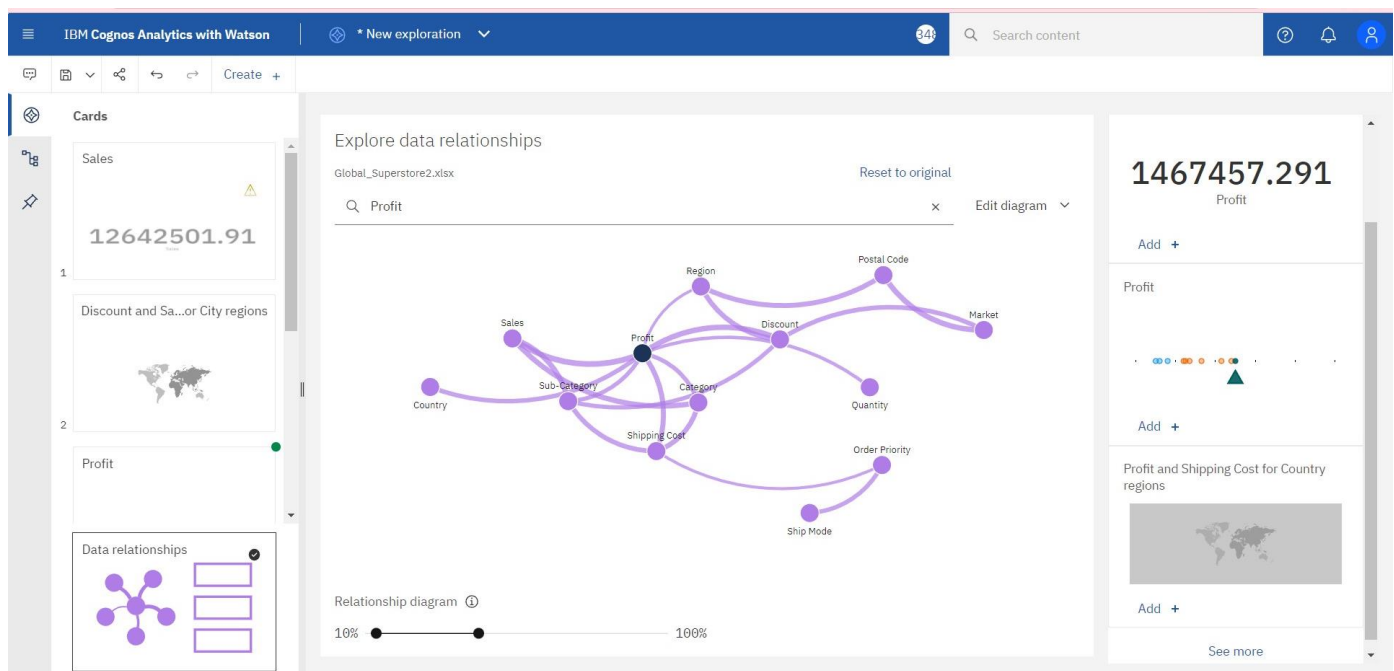 IBM Cognos Analytics with Watson
* New exploration
348
Search content
Create +
Cards
Sales
12642501.91
Sales
1
Discount and Sa...or City regions
2
Profit
Data relationships
Explore data relationships
Global_Superstore2.xlsx
Reset to original
Profit
Edit diagram
Postal Code
Region
Market
Sales
Discount
Profit
Sub-Category
Category
Country
Quantity
Shipping Cost
Order Priority
Ship Mode
Relationship diagram
10%
100%
1467457.291
Profit
Add +
Profit
Add +
Profit and Shipping Cost for Country
regions
Add +
See more